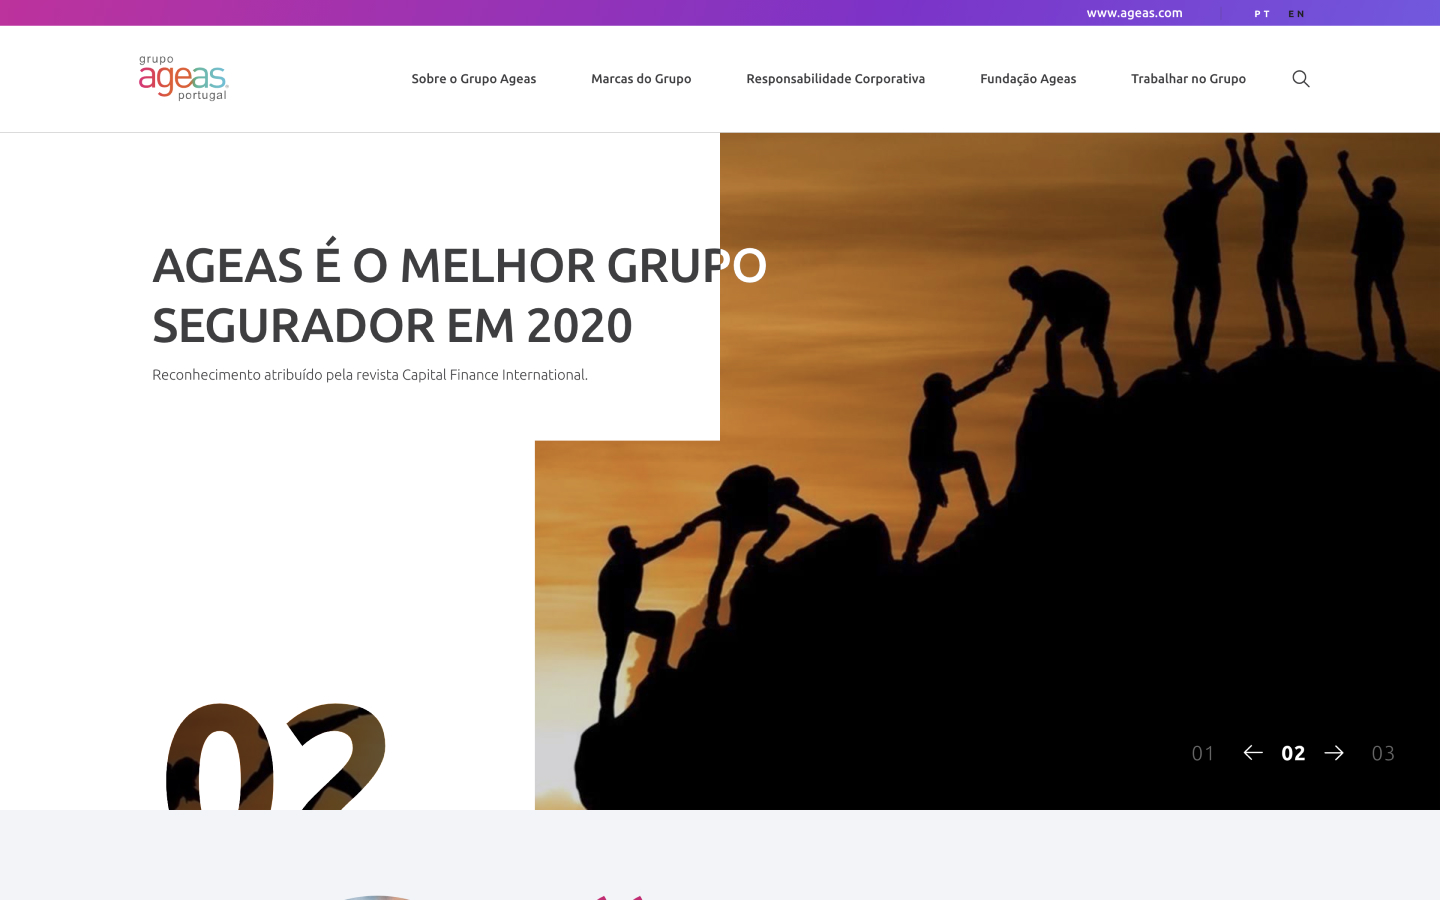 www.ageas.com
PT EN
grupo
ageas
portugal
Sobre o Grupo Ageas
Marcas do Grupo
Responsabilidade Corporativa
Fundação Ageas
Trabalhar no Grupo
AGEAS É O MELHOR GRUPO
SEGURADOR EM 2020
Reconhecimento atribuído pela revista Capital Finance International.
02
01 02 03